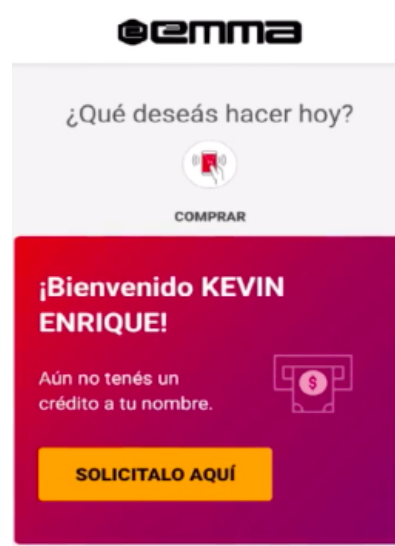 emma
¿Qué deseás hacer hoy?
COMPRAR
¡Bienvenido KEVIN
ENRIQUE!
Aún no tenés un
crédito a tu nombre.
$
SOLICITALO AQUÍ